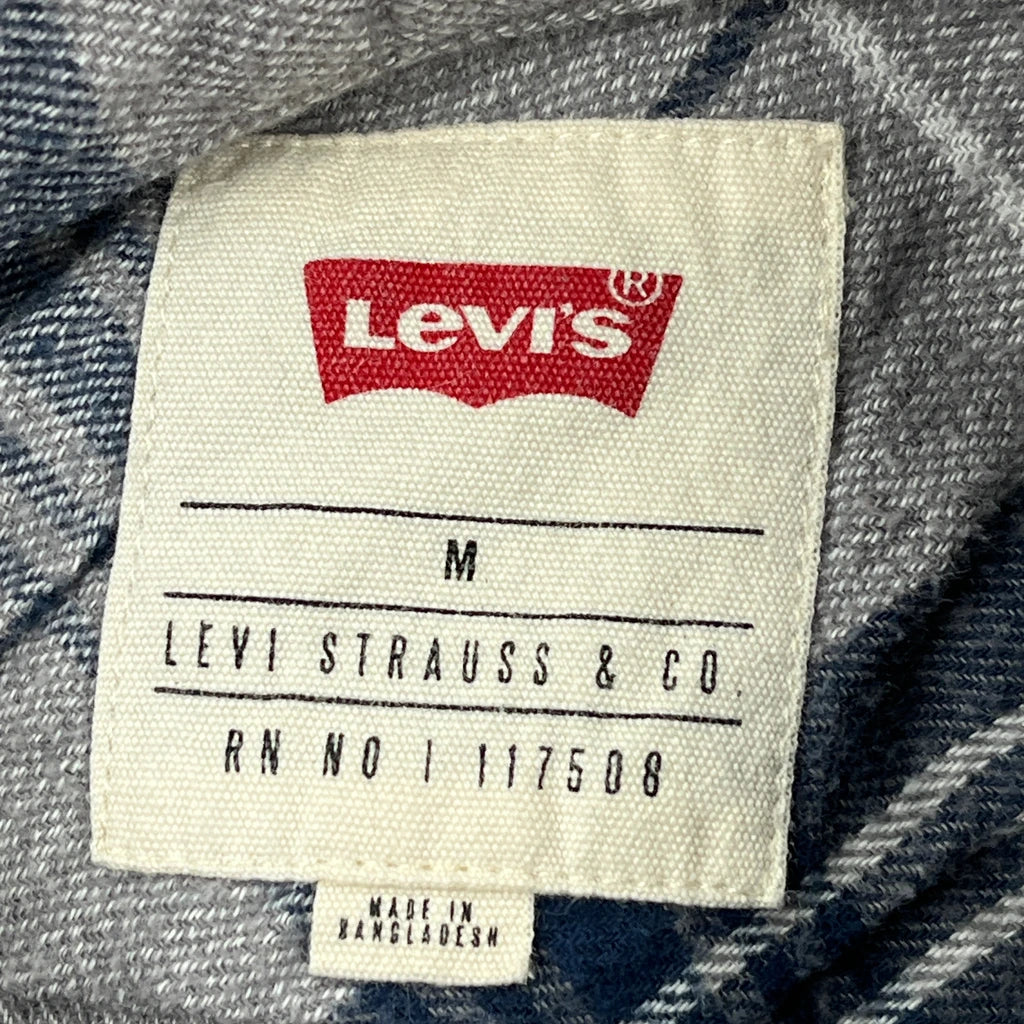 LEVI'S®
M
LEVI STRAUSS & CO.
RN NO | 117508
MADE IN
BANGLADESH